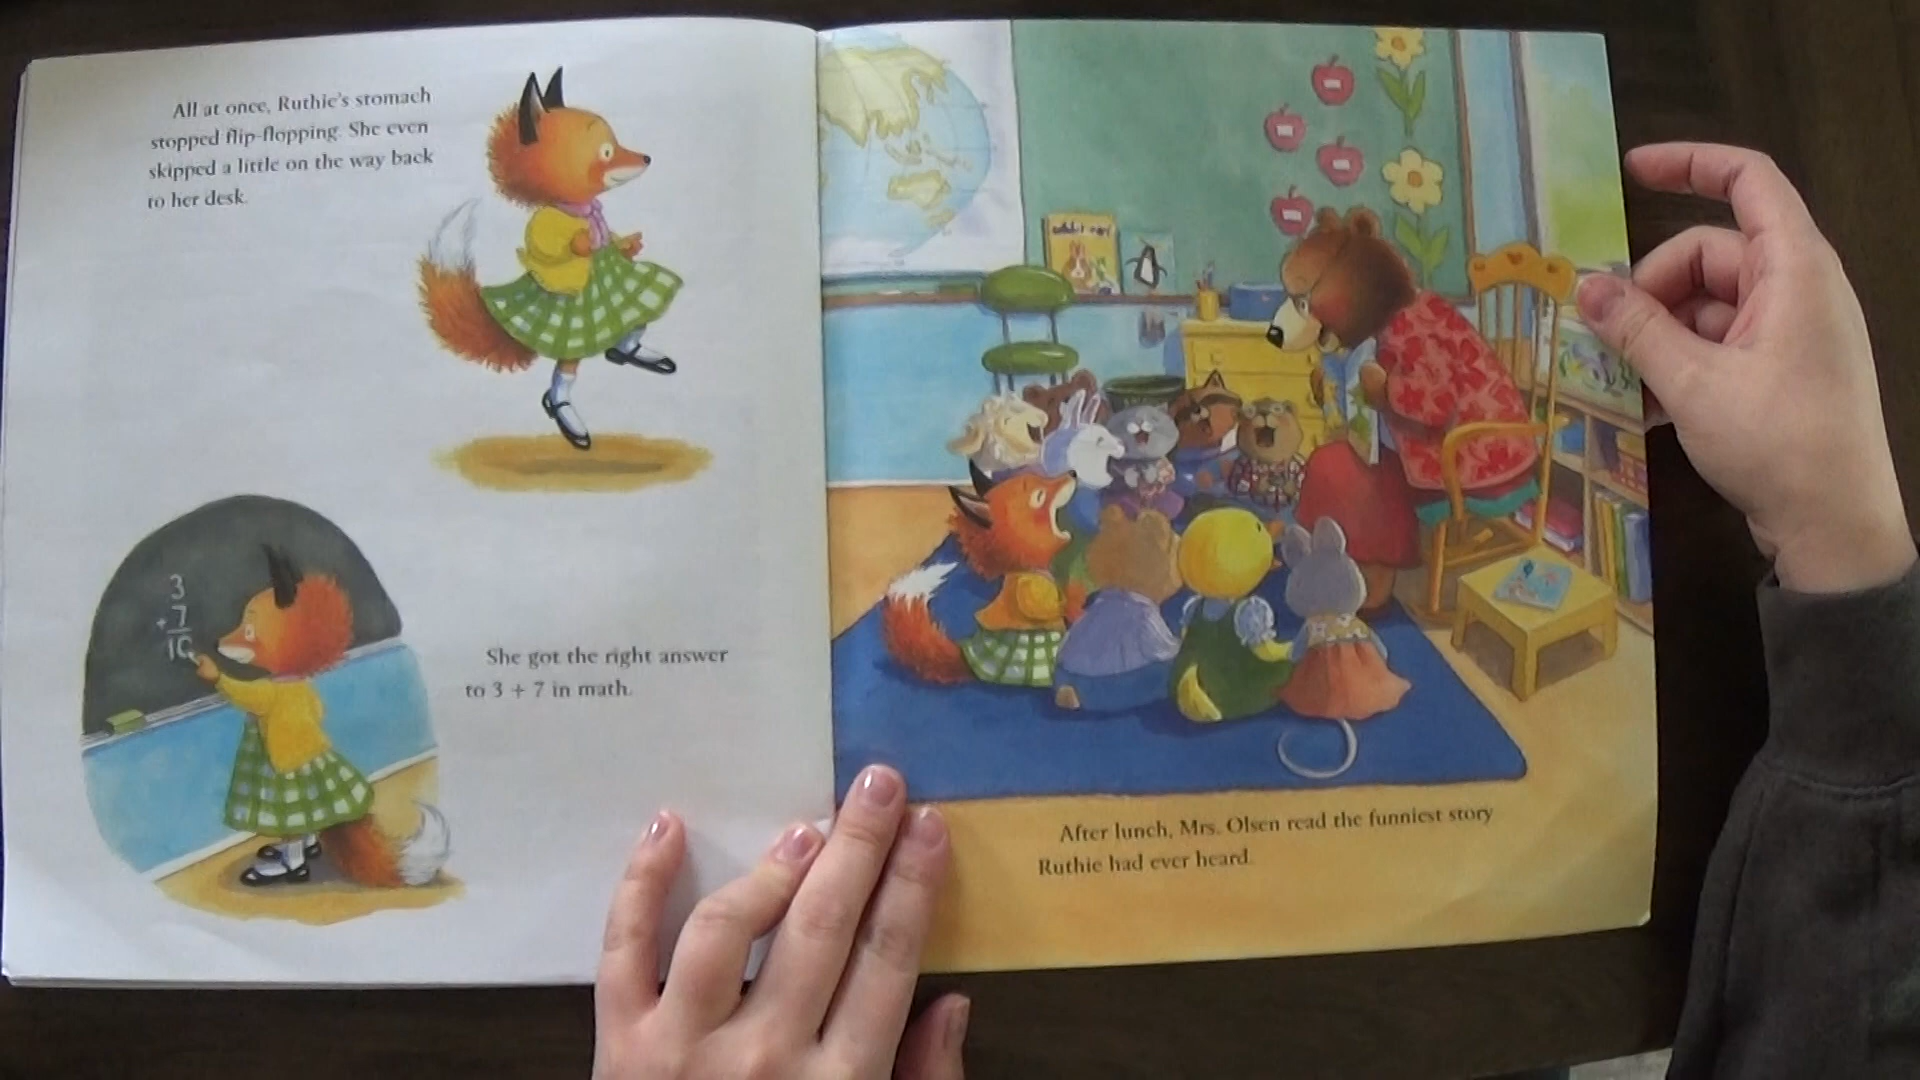 All at once, Ruthie's stomach
stopped flip-flopping. She even
skipped a little on the way back
to her desk.
3
+7
10
She got the right answer
to 3 + 7 in math.
After lunch, Mrs. Olsen read the funniest story
Ruthie had ever heard.